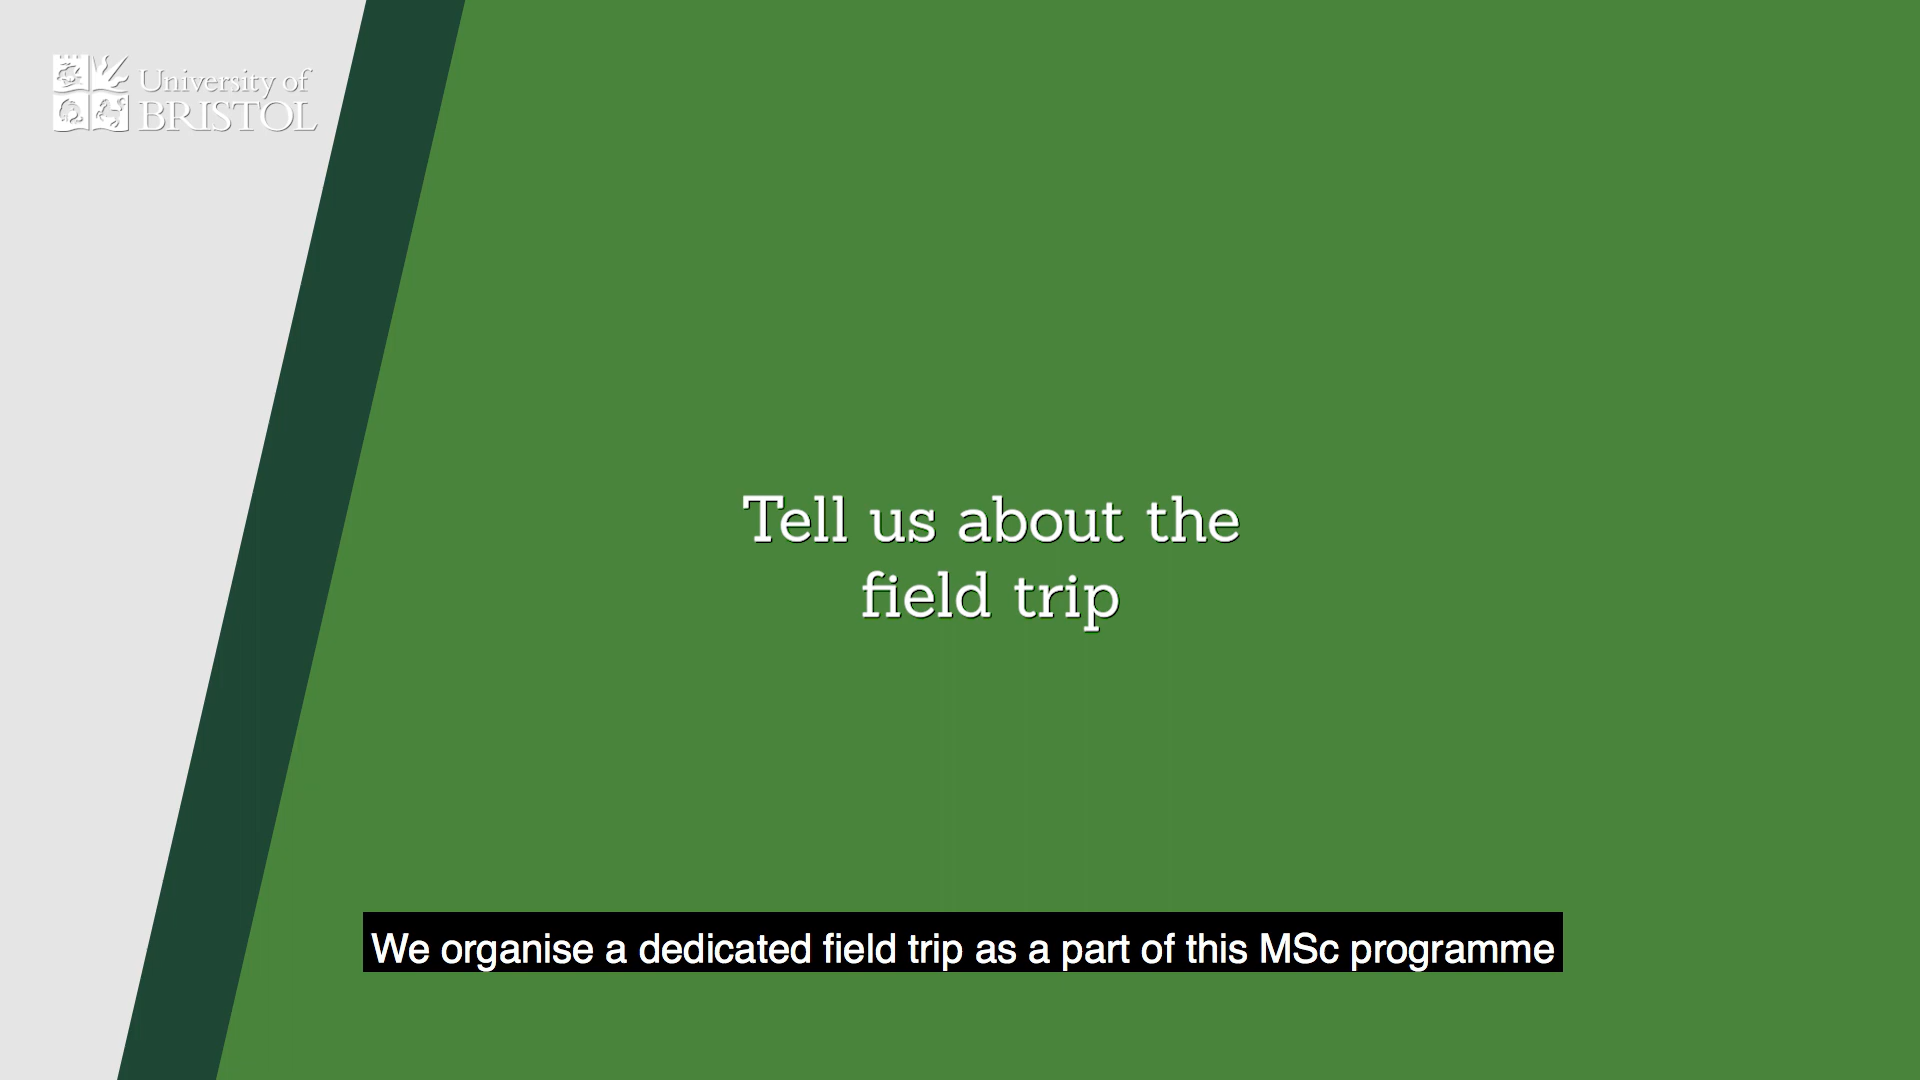 University of
BRISTOL
Tell us about the
field trip
We organise a dedicated field trip as a part of this MSc programme